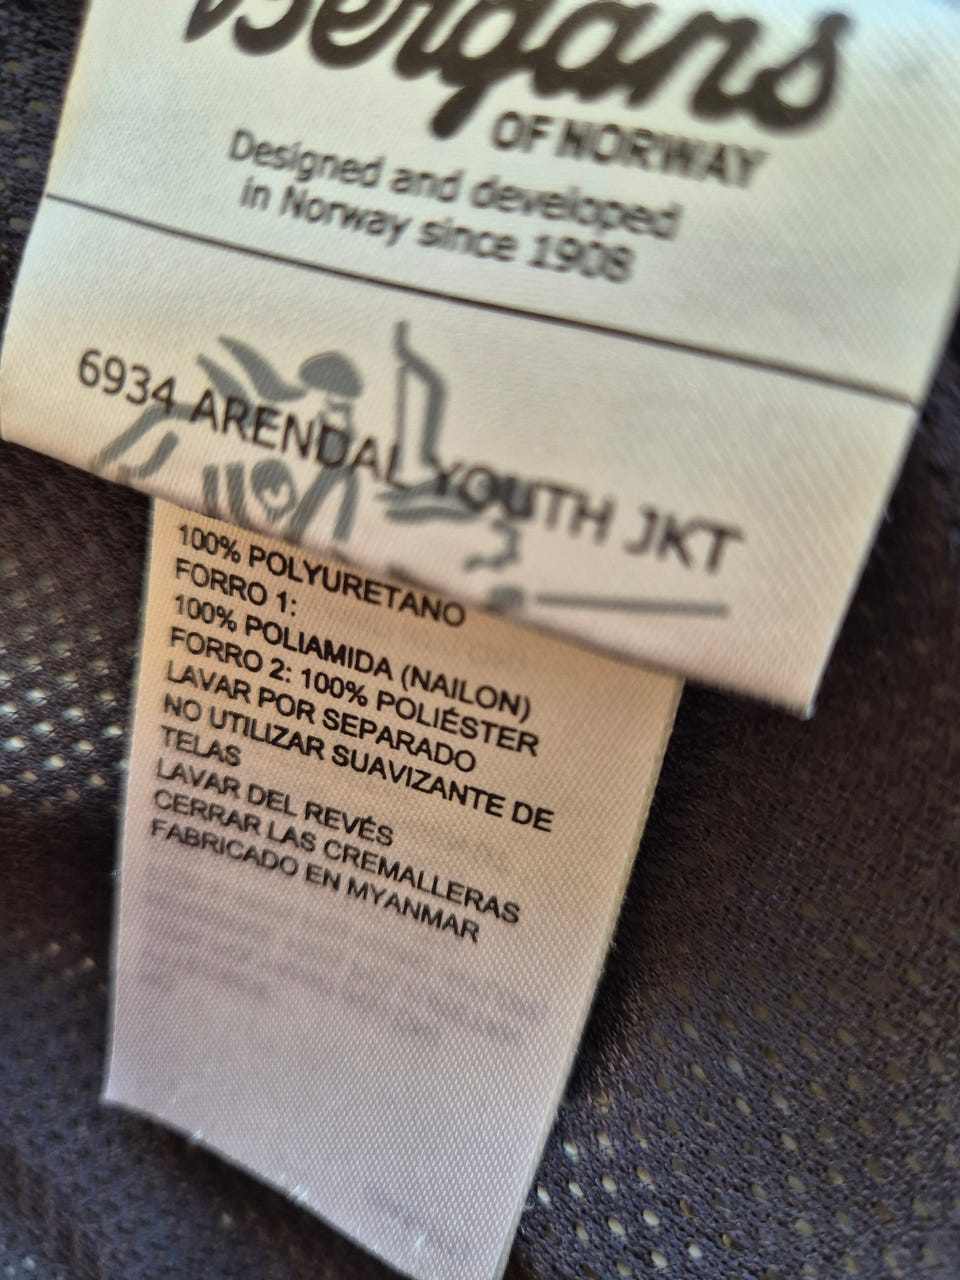 Bergans
OF NORWAY
Designed and developed
in Norway since 1908
6934 ARENDAL YOUTH JKT
100% POLYURETANO
FORRO 1:
100% POLIAMIDA (NAILON)
FORRO 2: 100% POLIÉSTER
LAVAR POR SEPARADO
NO UTILIZAR SUAVIZANTE DE
TELAS
LAVAR DEL REVÉS
CERRAR LAS CREMALLERAS
FABRICADO EN MYANMAR